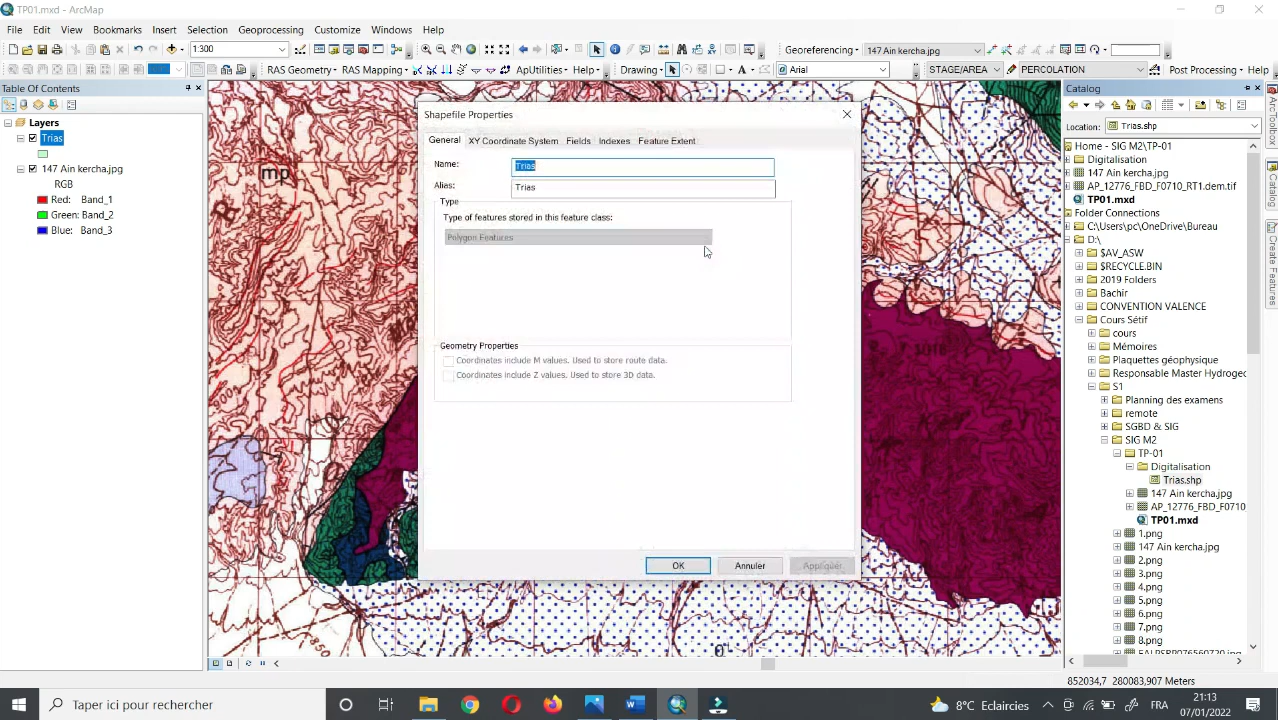 TP01.mxd - ArcMap
File Edit View Bookmarks Insert Selection Geoprocessing Customize Windows Help
1:300 Georeferencing 147 Ain kercha.jpg
RAS Geometry RAS Mapping ApUtilities Help Drawing A Arial STAGE/AREA PERCOLATION Post Processing Help
Table Of Contents
Layers
Trias
147 Ain kercha.jpg
RGB
Red: Band_1
Green: Band_2
Blue: Band_3
mp
Shapefile Properties
General XY Coordinate System Fields Indexes Feature Extent
Name: Trias
Alias: Trias
Type
Type of features stored in this feature class:
Polygon Features
Geometry Properties
Coordinates include M values. Used to store route data.
Coordinates include Z values. Used to store 3D data.
OK Annuler Appliquer
Catalog
Location: Trias.shp
Home - SIG M2\TP-01
Digitalisation
147 Ain kercha.jpg
AP_12776_FBD_F0710_RT1.dem.tif
TP01.mxd
Folder Connections
C:\Users\pc\OneDrive\Bureau
D:\
$AV_ASW
$RECYCLE.BIN
2019 Folders
Bachir
CONVENTION VALENCE
Cours Sétif
cours
Mémoires
Plaquettes géophysique
Responsable Master Hydrogeo
S1
Planning des examens
remote
SGBD & SIG
SIG M2
TP-01
Digitalisation
Trias.shp
147 Ain kercha.jpg
AP_12776_FBD_F0710
TP01.mxd
1.png
147 Ain kercha.jpg
2.png
3.png
4.png
5.png
6.png
7.png
8.png
ArcToolbox
Catalog
Create Features
852034,7 280083,907 Meters
Taper ici pour rechercher
8°C Eclaircies
FRA
21:13
07/01/2022